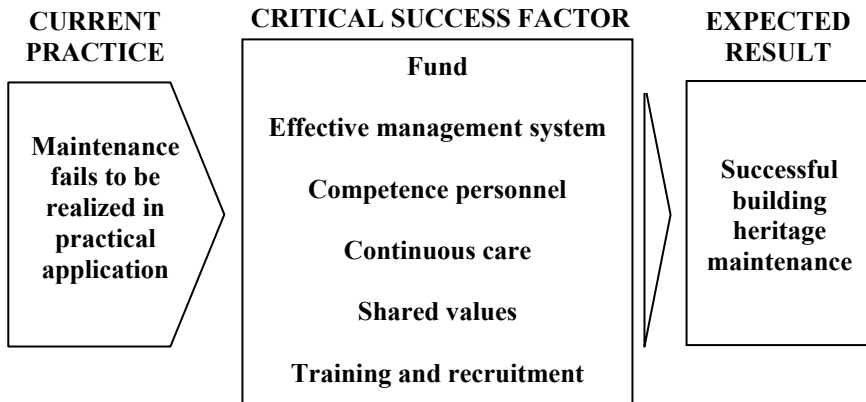 CURRENT
PRACTICE
Maintenance
fails to be
realized in
practical
application
CRITICAL SUCCESS FACTOR
Fund
Effective management system
Competence personnel
Continuous care
Shared values
Training and recruitment
EXPECTED
RESULT
Successful
building
heritage
maintenance